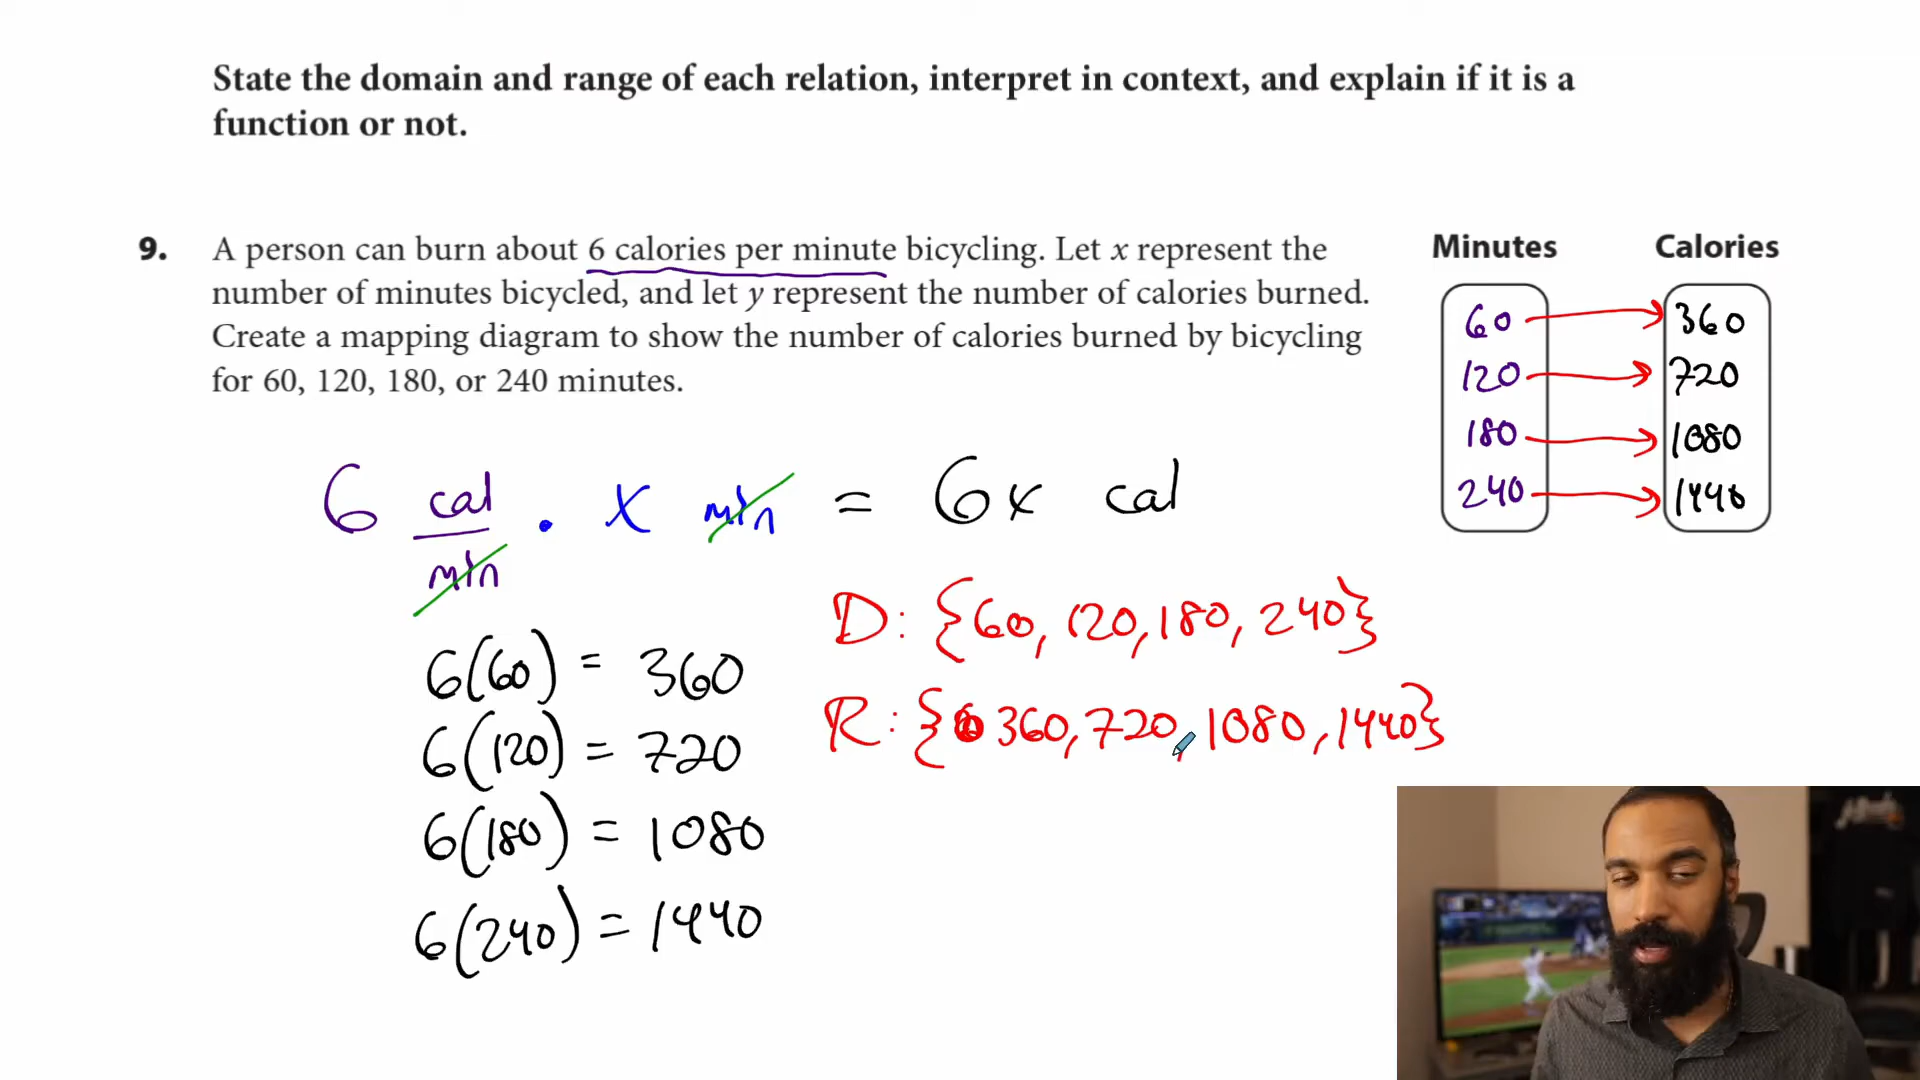 State the domain and range of each relation, interpret in context, and explain if it is a
function or not.
9. A person can burn about 6 calories per minute bicycling. Let x represent the
number of minutes bicycled, and let y represent the number of calories burned.
Create a mapping diagram to show the number of calories burned by bicycling
for 60, 120, 180, or 240 minutes.
Minutes Calories
60 360
120 720
180 1080
240 1440
6 cal/min · x min = 6x cal
D: {60, 120, 180, 240}
R: {360, 720, 1080, 1440}
6(60) = 360
6(120) = 720
6(180) = 1080
6(240) = 1440